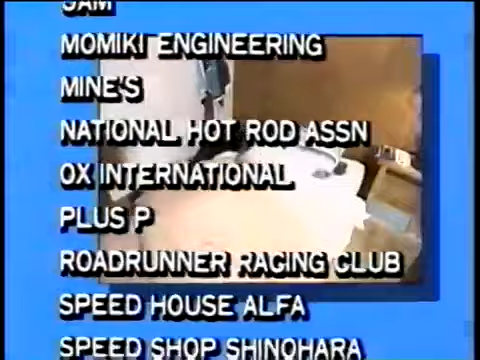 SAM
MOMIKI ENGINEERING
MINE'S
NATIONAL HOT ROD ASSN
OX INTERNATIONAL
PLUS P
ROADRUNNER RACING CLUB
SPEED HOUSE ALFA
SPEED SHOP SHINOHARA